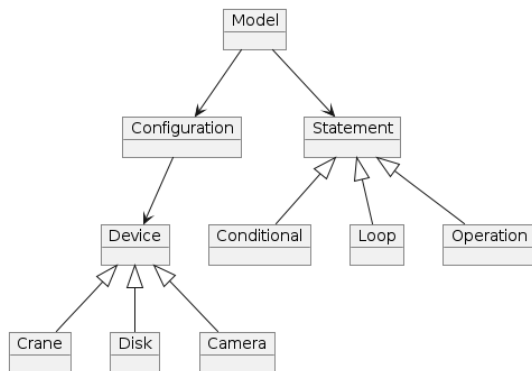 Model
Configuration
Statement
Device
Conditional
Loop
Operation
Crane
Disk
Camera